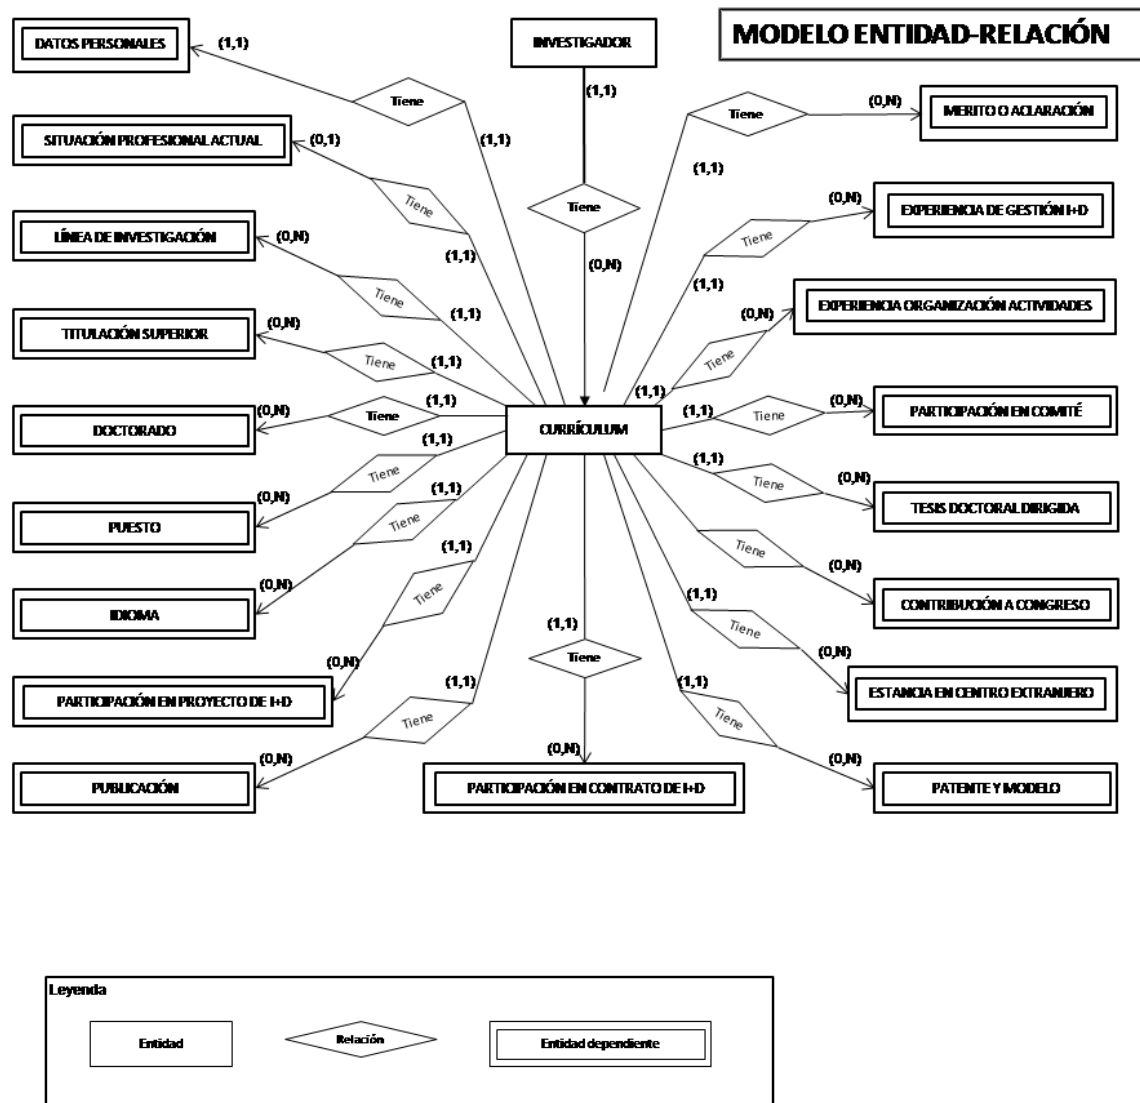 MODELO ENTIDAD-RELACIÓN
DATOS PERSONALES
(1,1)
INVESTIGADOR
(1,1)
Tiene
(1,1)
Tiene
(0,N)
MERITO O ACLARACIÓN
SITUACIÓN PROFESIONAL ACTUAL
(0,1)
Tiene
(1,1)
(1,1)
Tiene
(0,N)
EXPERIENCIA DE GESTIÓN I+D
(0,N)
Tiene
(1,1)
LÍNEA DE INVESTIGACIÓN
(0,N)
Tiene
(1,1)
(0,N)
EXPERIENCIA ORGANIZACIÓN ACTIVIDADES
(0,N)
Tiene
(1,1)
TITULACIÓN SUPERIOR
(0,N)
Tiene
(1,1)
DOCTORADO
(0,N)
Tiene
(1,1)
CURRÍCULUM
(1,1)
Tiene
(0,N)
PARTICIPACIÓN EN COMITÉ
PUESTO
(0,N)
Tiene
(1,1)
(1,1)
Tiene
(0,N)
TESIS DOCTORAL DIRIGIDA
IDIOMA
(0,N)
Tiene
(1,1)
Tiene
(0,N)
CONTRIBUCIÓN A CONGRESO
PARTICIPACIÓN EN PROYECTO DE I+D
(0,N)
Tiene
(1,1)
(1,1)
Tiene
(0,N)
ESTANCIA EN CENTRO EXTRANJERO
PUBLICACIÓN
(0,N)
Tiene
(1,1)
(1,1)
Tiene
(0,N)
PARTICIPACIÓN EN CONTRATO DE I+D
(1,1)
Tiene
(0,N)
PATENTE Y MODELO
Leyenda
Entidad
Relación
Entidad dependiente